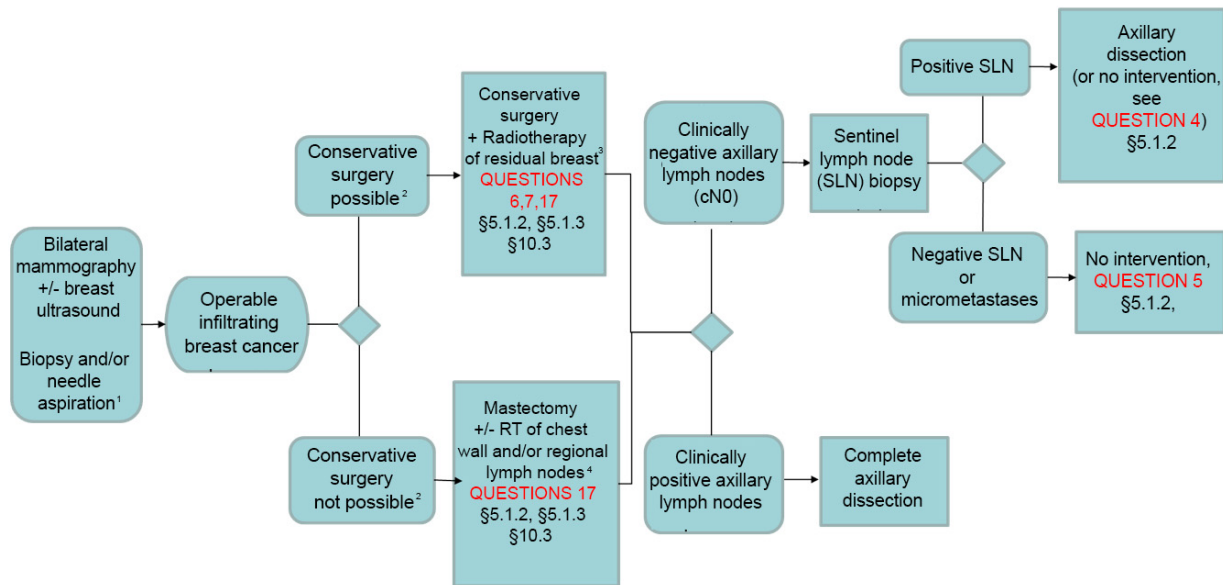 Bilateral
mammography
+/- breast
ultrasound
Biopsy and/or
needle
aspiration¹
Operable
infiltrating
breast cancer
Conservative
surgery
possible²
Conservative
surgery
not possible²
Conservative
surgery
+ Radiotherapy
of residual breast³
QUESTIONS
6,7,17
§5.1.2, §5.1.3
§10.3
Mastectomy
+/- RT of chest
wall and/or regional
lymph nodes⁴
QUESTIONS 17
§5.1.2, §5.1.3
§10.3
Clinically
negative axillary
lymph nodes
(cN0)
Clinically
positive axillary
lymph nodes
Sentinel
lymph node
(SLN) biopsy
Complete
axillary
dissection
Positive SLN
Negative SLN
or
micrometastases
Axillary
dissection
(or no intervention,
see
QUESTION 4)
§5.1.2
No intervention,
QUESTION 5
§5.1.2,